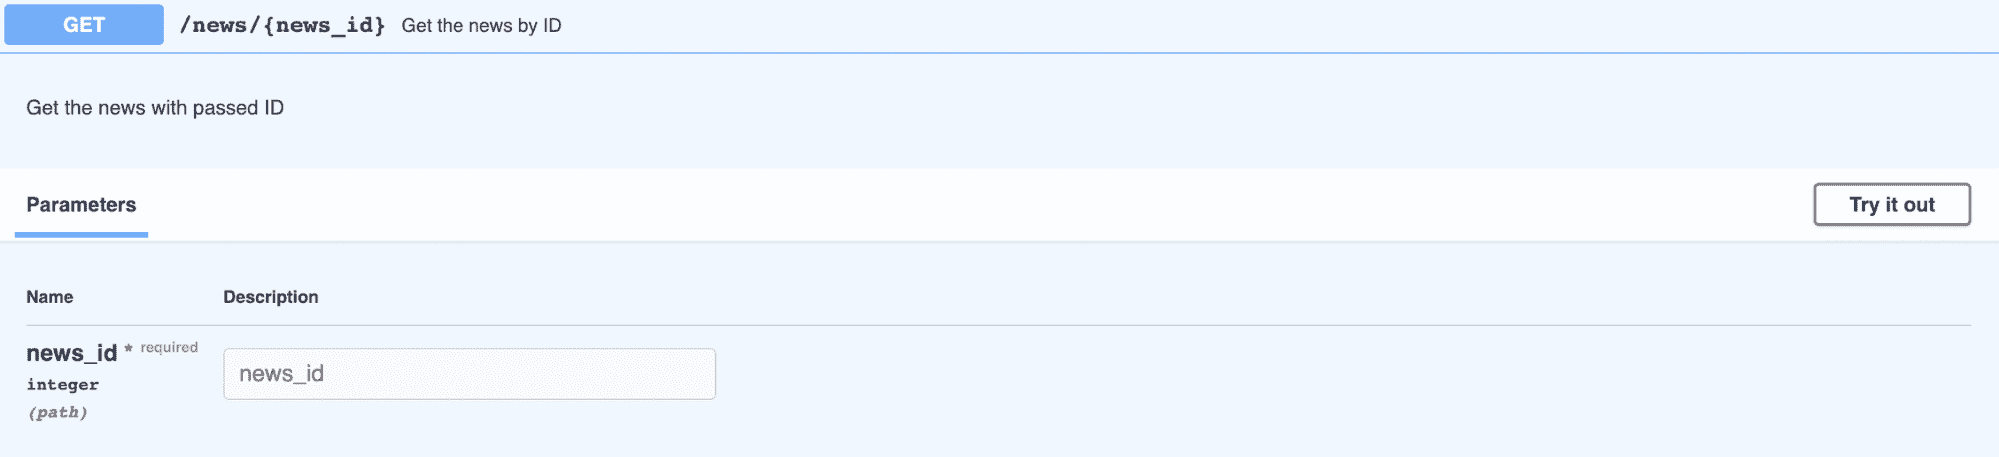 GET /news/{news_id} Get the news by ID
Get the news with passed ID
Parameters Try it out
Name Description
news_id * required
news_id
integer
(path)